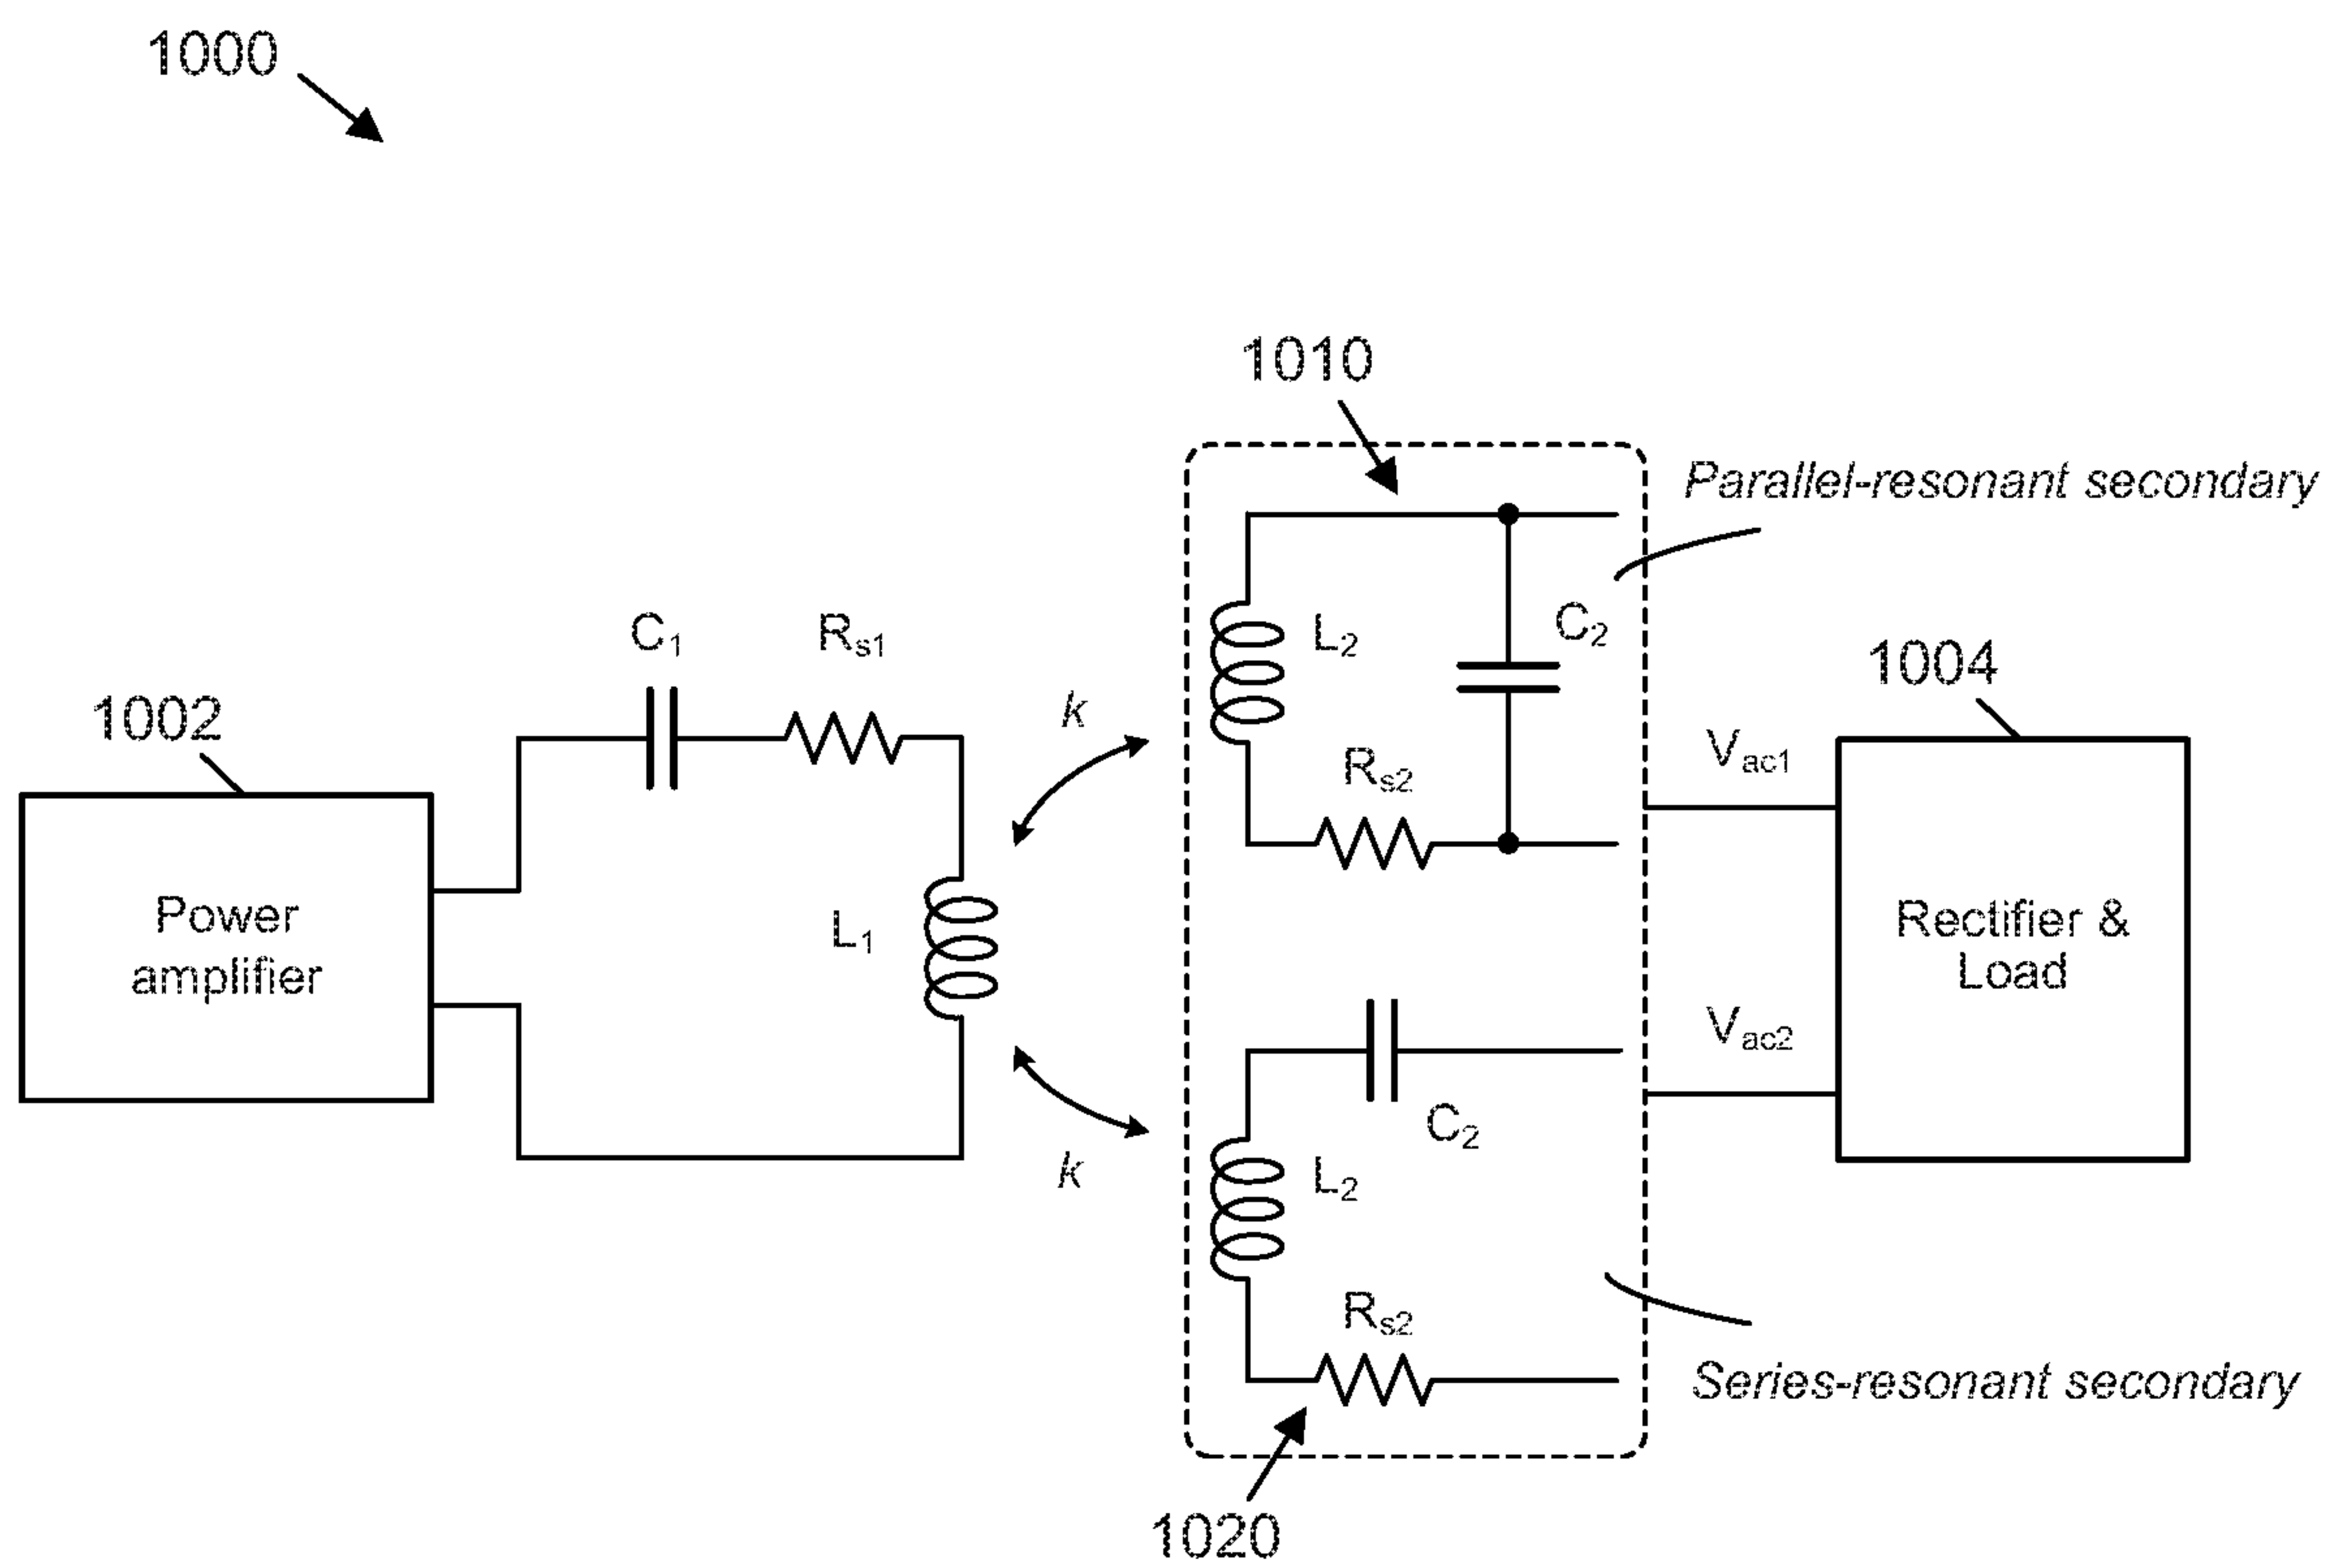 1000
1010
Parallel-resonant secondary
C1
Rs1
L2
C2
1004
1002
k
Rs2
Vac1
Power
amplifier
L1
Rectifier &
Load
Vac2
C2
k
L2
Rs2
Series-resonant secondary
1020